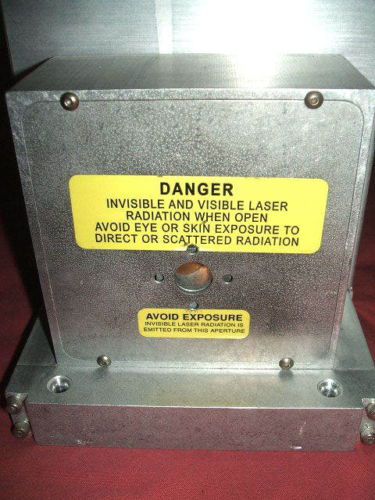 DANGER
INVISIBLE AND VISIBLE LASER
RADIATION WHEN OPEN
AVOID EYE OR SKIN EXPOSURE TO
DIRECT OR SCATTERED RADIATION
AVOID EXPOSURE
INVISIBLE LASER RADIATION IS
EMITTED FROM THIS APERTURE